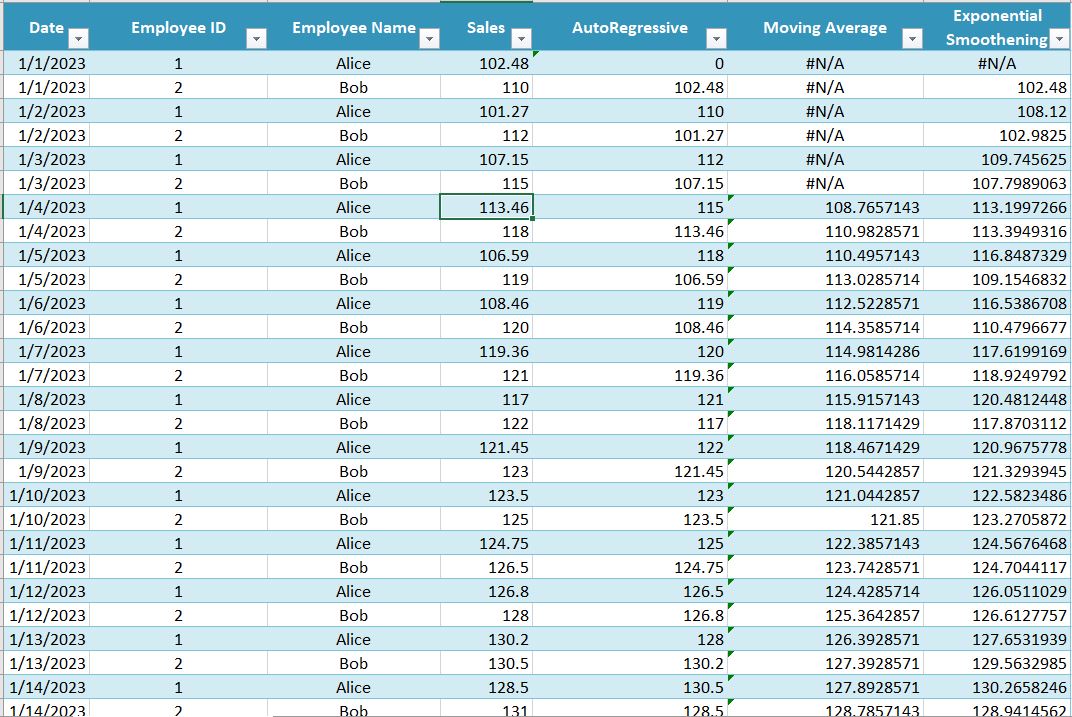 Date Employee ID Employee Name Sales AutoRegressive Moving Average Exponential
Smoothening
1/1/2023 1 Alice 102.48 0 #N/A #N/A
1/1/2023 2 Bob 110 102.48 #N/A 102.48
1/2/2023 1 Alice 101.27 110 #N/A 108.12
1/2/2023 2 Bob 112 101.27 #N/A 102.9825
1/3/2023 1 Alice 107.15 112 #N/A 109.745625
1/3/2023 2 Bob 115 107.15 #N/A 107.7989063
1/4/2023 1 Alice 113.46 115 108.7657143 113.1997266
1/4/2023 2 Bob 118 113.46 110.9828571 113.3949316
1/5/2023 1 Alice 106.59 118 110.4957143 116.8487329
1/5/2023 2 Bob 119 106.59 113.0285714 109.1546832
1/6/2023 1 Alice 108.46 119 112.5228571 116.5386708
1/6/2023 2 Bob 120 108.46 114.3585714 110.4796677
1/7/2023 1 Alice 119.36 120 114.9814286 117.6199169
1/7/2023 2 Bob 121 119.36 116.0585714 118.9249792
1/8/2023 1 Alice 117 121 115.9157143 120.4812448
1/8/2023 2 Bob 122 117 118.1171429 117.8703112
1/9/2023 1 Alice 121.45 122 118.4671429 120.9675778
1/9/2023 2 Bob 123 121.45 120.5442857 121.3293945
1/10/2023 1 Alice 123.5 123 121.0442857 122.5823486
1/10/2023 2 Bob 125 123.5 121.85 123.2705872
1/11/2023 1 Alice 124.75 125 122.3857143 124.5676468
1/11/2023 2 Bob 126.5 124.75 123.7428571 124.7044117
1/12/2023 1 Alice 126.8 126.5 124.4285714 126.0511029
1/12/2023 2 Bob 128 126.8 125.3642857 126.6127757
1/13/2023 1 Alice 130.2 128 126.3928571 127.6531939
1/13/2023 2 Bob 130.5 130.2 127.3928571 129.5632985
1/14/2023 1 Alice 128.5 130.5 127.8928571 130.2658246
1/14/2023 2 Bob 131 128.5 128.7857143 128.9414562